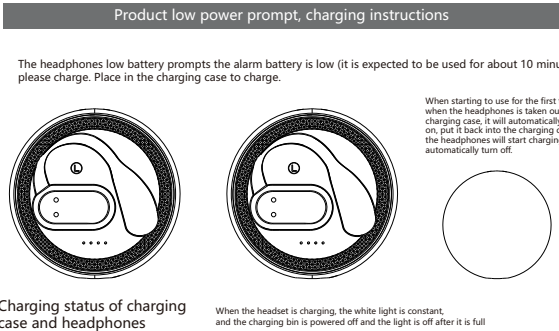 Product low power prompt, charging instructions
The headphones low battery prompts the alarm battery is low (it is expected to be used for about 10
please charge. Place in the charging case to charge.
When starting to use for the first
when the headphones is taken
charging case, it will automatically
on, put it back into the charging
the headphones will start
automatically turn off.
L
L
Charging status of charging
case and headphones
When the headset is charging, the white light is constant,
and the charging bin is powered off and the light is off after it is full